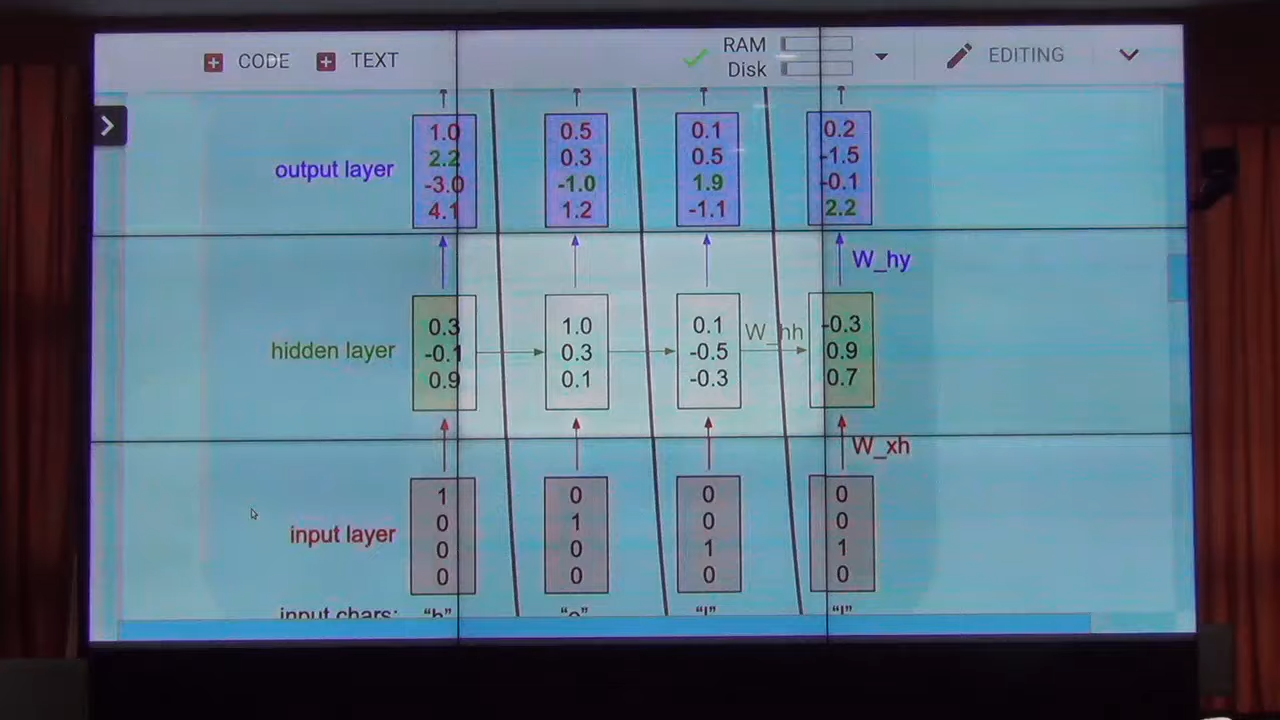 CODE TEXT RAM EDITING
Disk
output layer
1.0 0.5 0.1 0.2
2.2 0.3 0.5 -1.5
-3.0 -1.0 1.9 -0.1
4.1 1.2 -1.1 2.2
W_hy
hidden layer
0.3 1.0 0.1 W_hh -0.3
-0.1 0.3 -0.5 0.9
0.9 0.1 -0.3 0.7
W_xh
input layer
1 0 0 0
0 1 0 0
0 0 1 1
0 0 0 0
input chars: "h" "e" "l" "l"